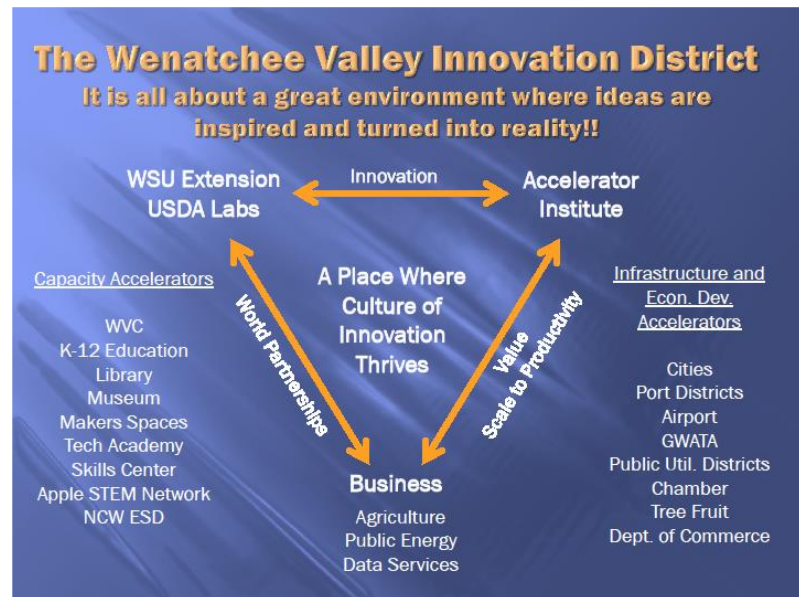 The Wenatchee Valley Innovation District
It is all about a great environment where ideas are
inspired and turned into reality!!
WSU Extension
USDA Labs
Innovation
Accelerator
Institute
Capacity Accelerators
WVC
K-12 Education
Library
Museum
Makers Spaces
Tech Academy
Skills Center
Apple STEM Network
NCW ESD
World Partnerships
A Place Where
Culture of
Innovation
Thrives
Value
Scale to Productivity
Infrastructure and
Econ. Dev.
Accelerators
Cities
Port Districts
Airport
GWATA
Public Util. Districts
Chamber
Tree Fruit
Dept. of Commerce
Business
Agriculture
Public Energy
Data Services